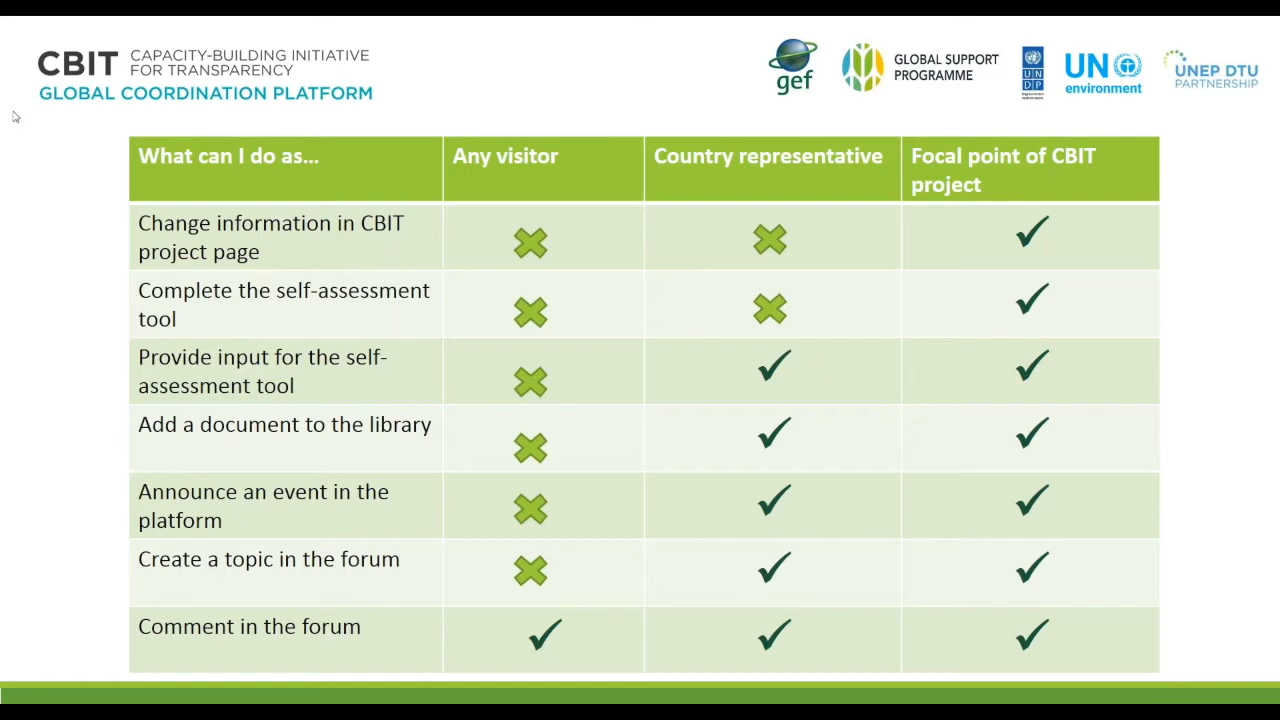 CBIT CAPACITY-BUILDING INITIATIVE
FOR TRANSPARENCY
GLOBAL COORDINATION PLATFORM
gef
GLOBAL SUPPORT
PROGRAMME
UN
DP
UN
environment
UNEP DTU
PARTNERSHIP
What can I do as...
Any visitor
Country representative
Focal point of CBIT
project
Change information in CBIT
project page
Complete the self-assessment
tool
Provide input for the self-
assessment tool
Add a document to the library
Announce an event in the
platform
Create a topic in the forum
Comment in the forum